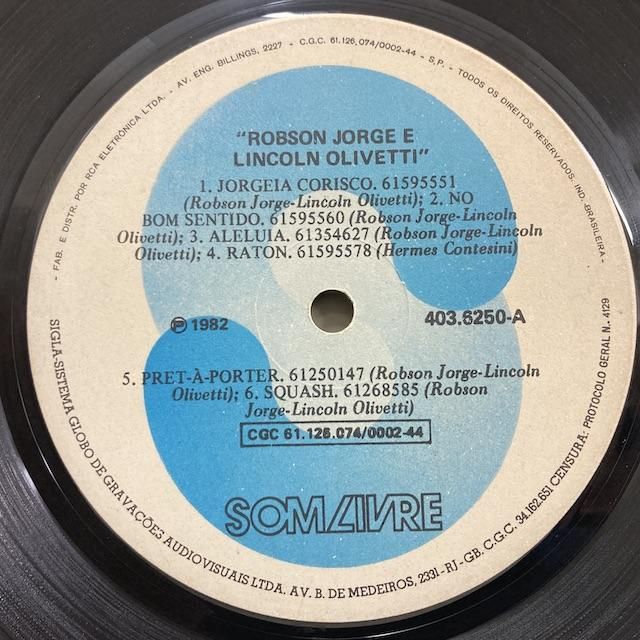 - FAB. E DISTR. POR RCA ELETRÔNICA LTDA. - AV. ENG. BILLINGS, 2227 - C.G.C. 61.126.074/0002-44 - S.P. - TODOS OS DIREITOS RESERVADOS. IND. BRASILEIRA -
"ROBSON JORGE E
LINCOLN OLIVETTI"
1. JORGEIA CORISCO. 61595551
(Robson Jorge-Lincoln Olivetti); 2. NO
BOM SENTIDO. 61595560 (Robson Jorge-Lincoln
Olivetti); 3. ALELUIA. 61354627 (Robson Jorge-Lincoln
Olivetti); 4. RATON. 61595578 (Hermes Contesini)
℗ 1982
403.6250-A
5. PRET-À-PORTER. 61250147 (Robson Jorge-Lincoln
Olivetti); 6. SQUASH. 61268585 (Robson
Jorge-Lincoln Olivetti)
CGC 61.126.074/0002-44
SOM LIVRE
SIGLA-SISTEMA GLOBO DE GRAVAÇÕES AUDIOVISUAIS LTDA. AV. B. DE MEDEIROS, 2331 - RJ - GB. C.G.C. 34.162.651 CENSURA: PROTOCOLO GERAL N. 4129